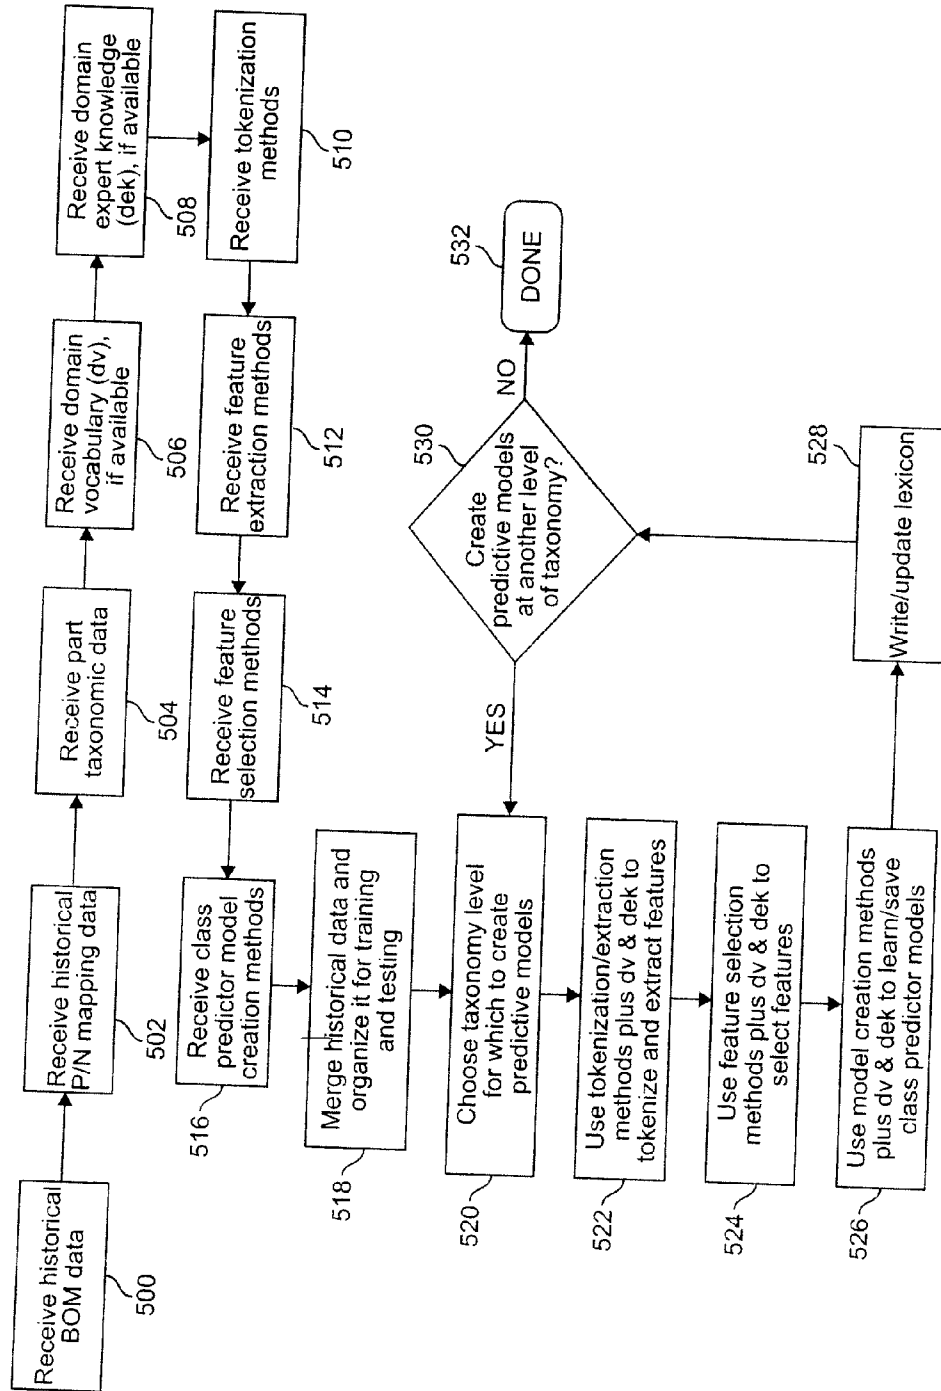 Receive historical
BOM data
500
Receive historical
P/N mapping data
502
Receive part
taxonomic data
504
Receive domain
vocabulary (dv),
if available
506
Receive domain
expert knowledge
(dek), if available
508
Receive tokenization
methods
510
Receive feature
extraction methods
512
Receive feature
selection methods
514
Receive class
predictor model
creation methods
516
Merge historical data and
organize it for training
and testing
518
Choose taxonomy level
for which to create
predictive models
520
Use tokenization/extraction
methods plus dv & dek to
tokenize and extract features
522
Use feature selection
methods plus dv & dek to
select features
524
Use model creation methods
plus dv & dek to learn/save
class predictor models
526
Write/update lexicon
528
Create
predictive models
at another level
of taxonomy?
530
YES
NO
DONE
532